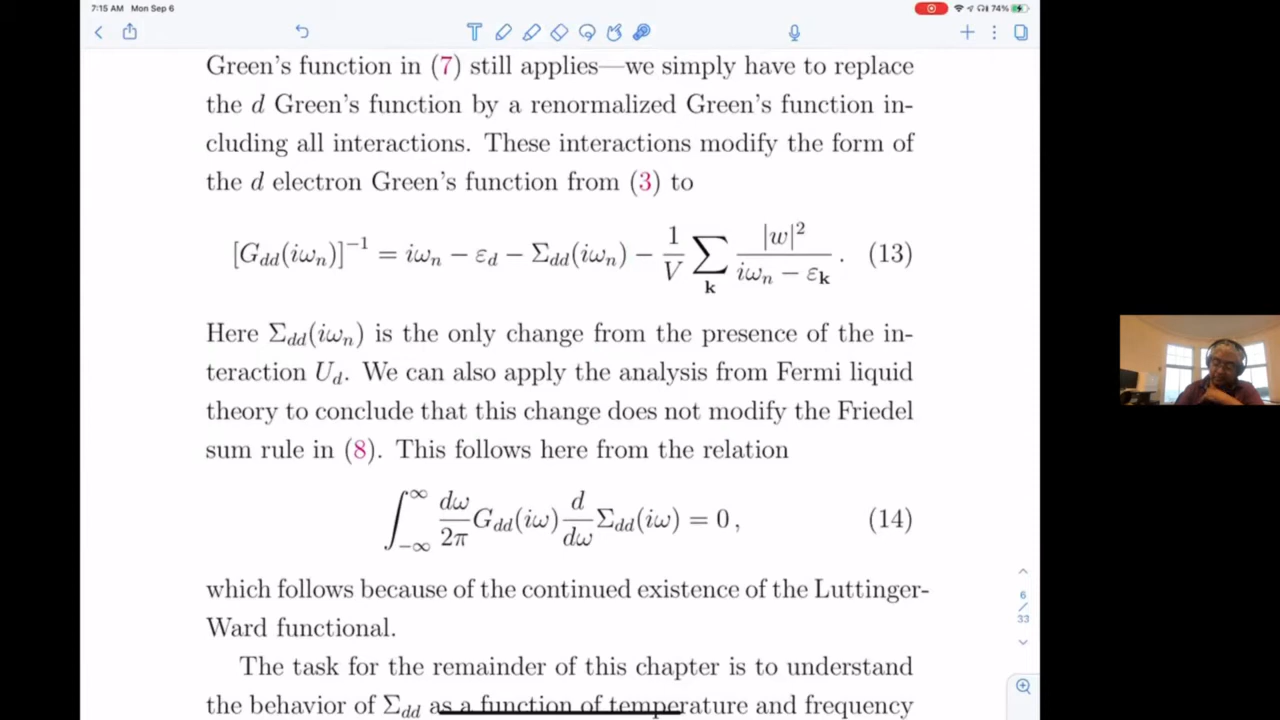 7:15 AM Mon Sep 6
74%
Green's function in (7) still applies—we simply have to replace
the d Green's function by a renormalized Green's function in-
cluding all interactions. These interactions modify the form of
the d electron Green's function from (3) to
[G_{dd}(iω_n)]^{-1} = iω_n − ε_d − Σ_{dd}(iω_n) − \frac{1}{V} \sum_{\mathbf{k}} \frac{|w|^2}{iω_n − ε_{\mathbf{k}}} . (13)
Here Σ_{dd}(iω_n) is the only change from the presence of the in-
teraction U_d. We can also apply the analysis from Fermi liquid
theory to conclude that this change does not modify the Friedel
sum rule in (8). This follows here from the relation
\int_{-∞}^{∞} \frac{dω}{2π} G_{dd}(iω) \frac{d}{dω} Σ_{dd}(iω) = 0 , (14)
which follows because of the continued existence of the Luttinger-
Ward functional.
The task for the remainder of this chapter is to understand
the behavior of Σ_{dd} as a function of temperature and frequency
6
/
33